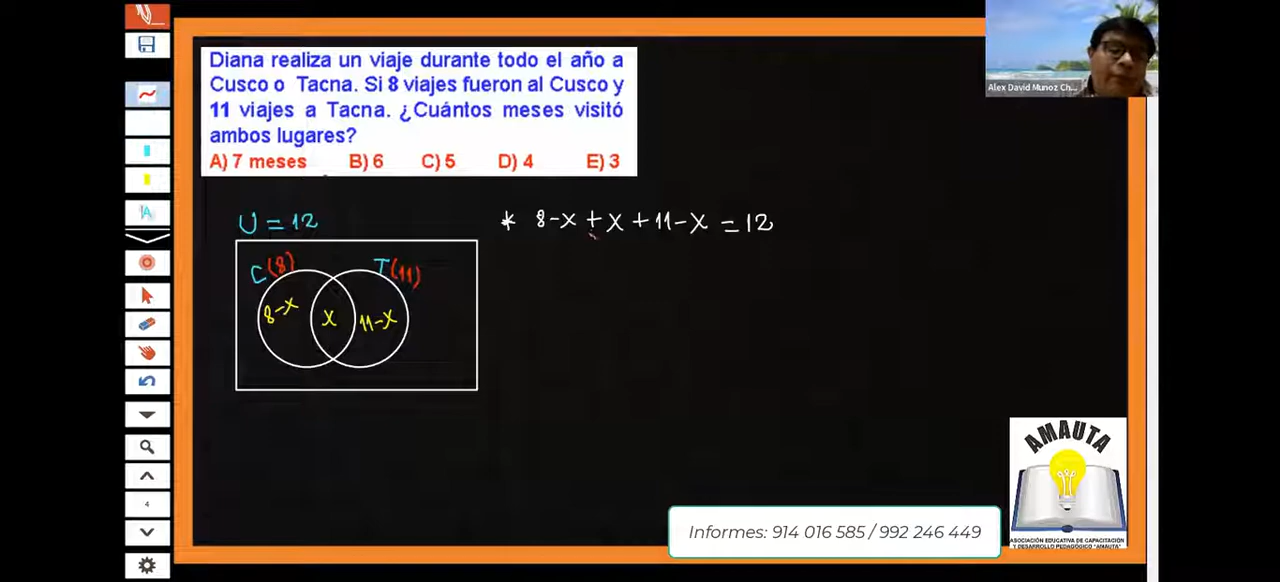 Diana realiza un viaje durante todo el año a
Cusco o Tacna. Si 8 viajes fueron al Cusco y
11 viajes a Tacna. ¿Cuántos meses visitó
ambos lugares?
A) 7 meses B) 6 C) 5 D) 4 E) 3
Alex David Munoz Ch...
U = 12
* 8-x + x + 11-x = 12
C(8) T(11)
8-x x 11-x
4
AMAUTA
ASOCIACIÓN EDUCATIVA DE CAPACITACIÓN
Y DESARROLLO PEDAGÓGICO "AMAUTA"
Informes: 914 016 585 / 992 246 449